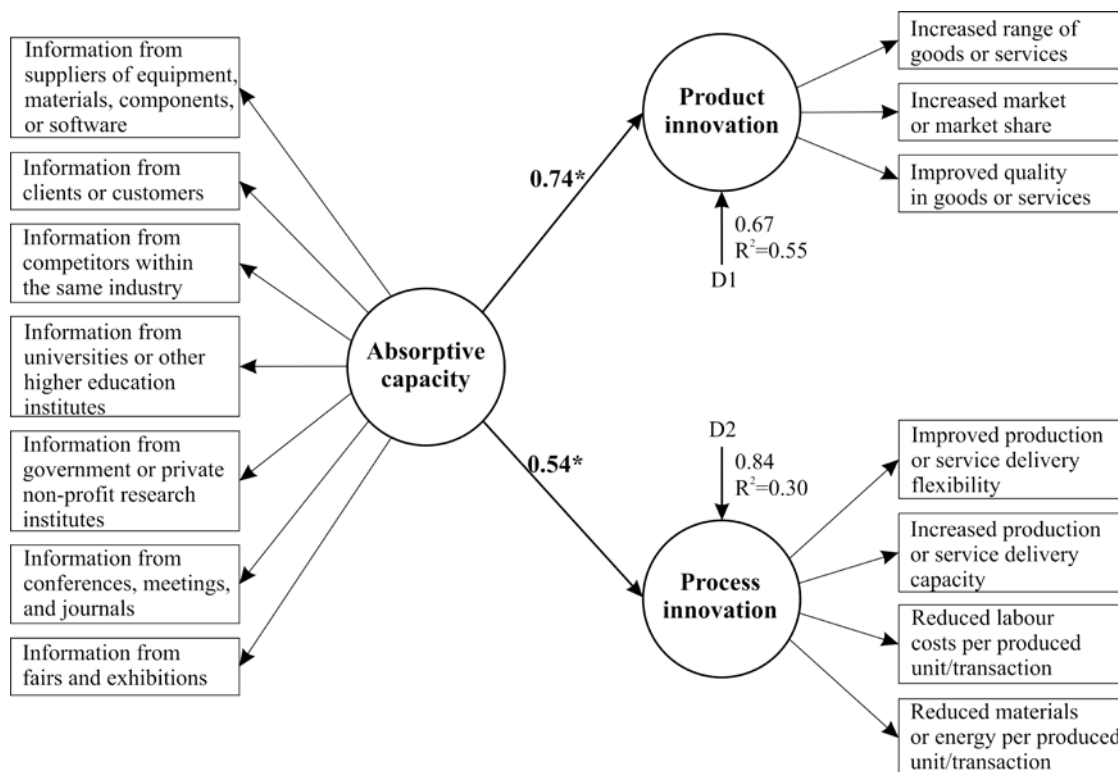 Information from
suppliers of equipment,
materials, components,
or software
Information from
clients or customers
Information from
competitors within
the same industry
Information from
universities or other
higher education
institutes
Information from
government or private
non-profit research
institutes
Information from
conferences, meetings,
and journals
Information from
fairs and exhibitions
Absorptive
capacity
0.74*
0.54*
Product
innovation
0.67
R²=0.55
D1
D2
0.84
R²=0.30
Process
innovation
Increased range of
goods or services
Increased market
or market share
Improved quality
in goods or services
Improved production
or service delivery
flexibility
Increased production
or service delivery
capacity
Reduced labour
costs per produced
unit/transaction
Reduced materials
or energy per produced
unit/transaction